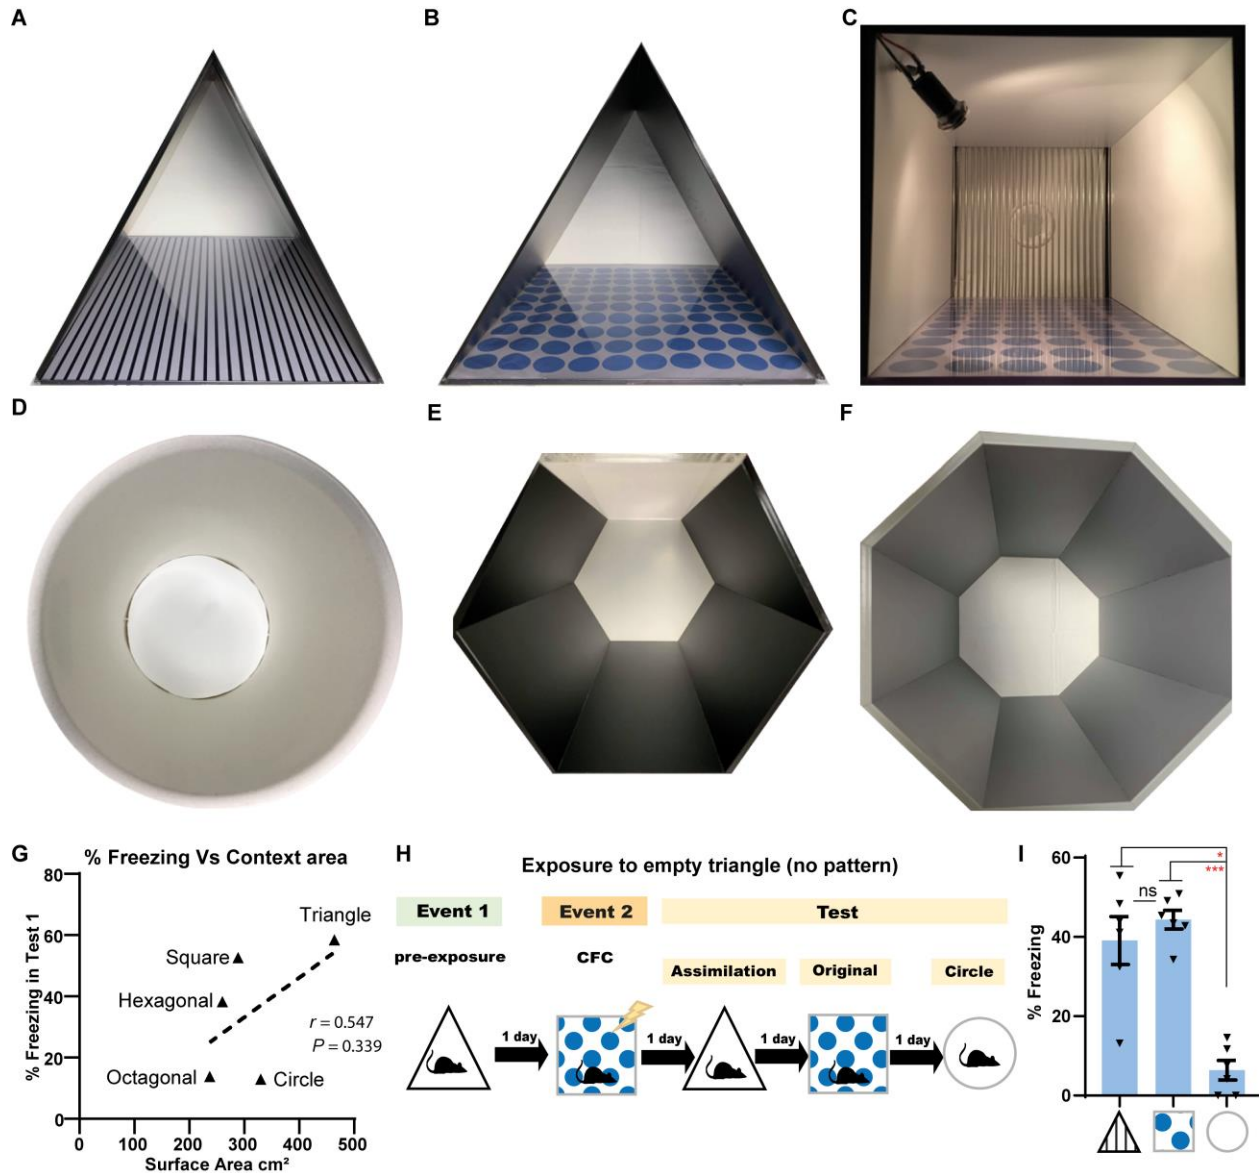 A
B
C
D
E
F
G
% Freezing Vs Context area
% Freezing in Test 1
80
60
40
20
0
Triangle
Square
Hexagonal
r = 0.547
P = 0.339
Octagonal
Circle
0 100 200 300 400 500
Surface Area cm²
H
Exposure to empty triangle (no pattern)
Event 1
Event 2
Test
pre-exposure
CFC
Assimilation
Original
Circle
1 day
1 day
1 day
1 day
I
% Freezing
60
40
20
0
ns
*
***